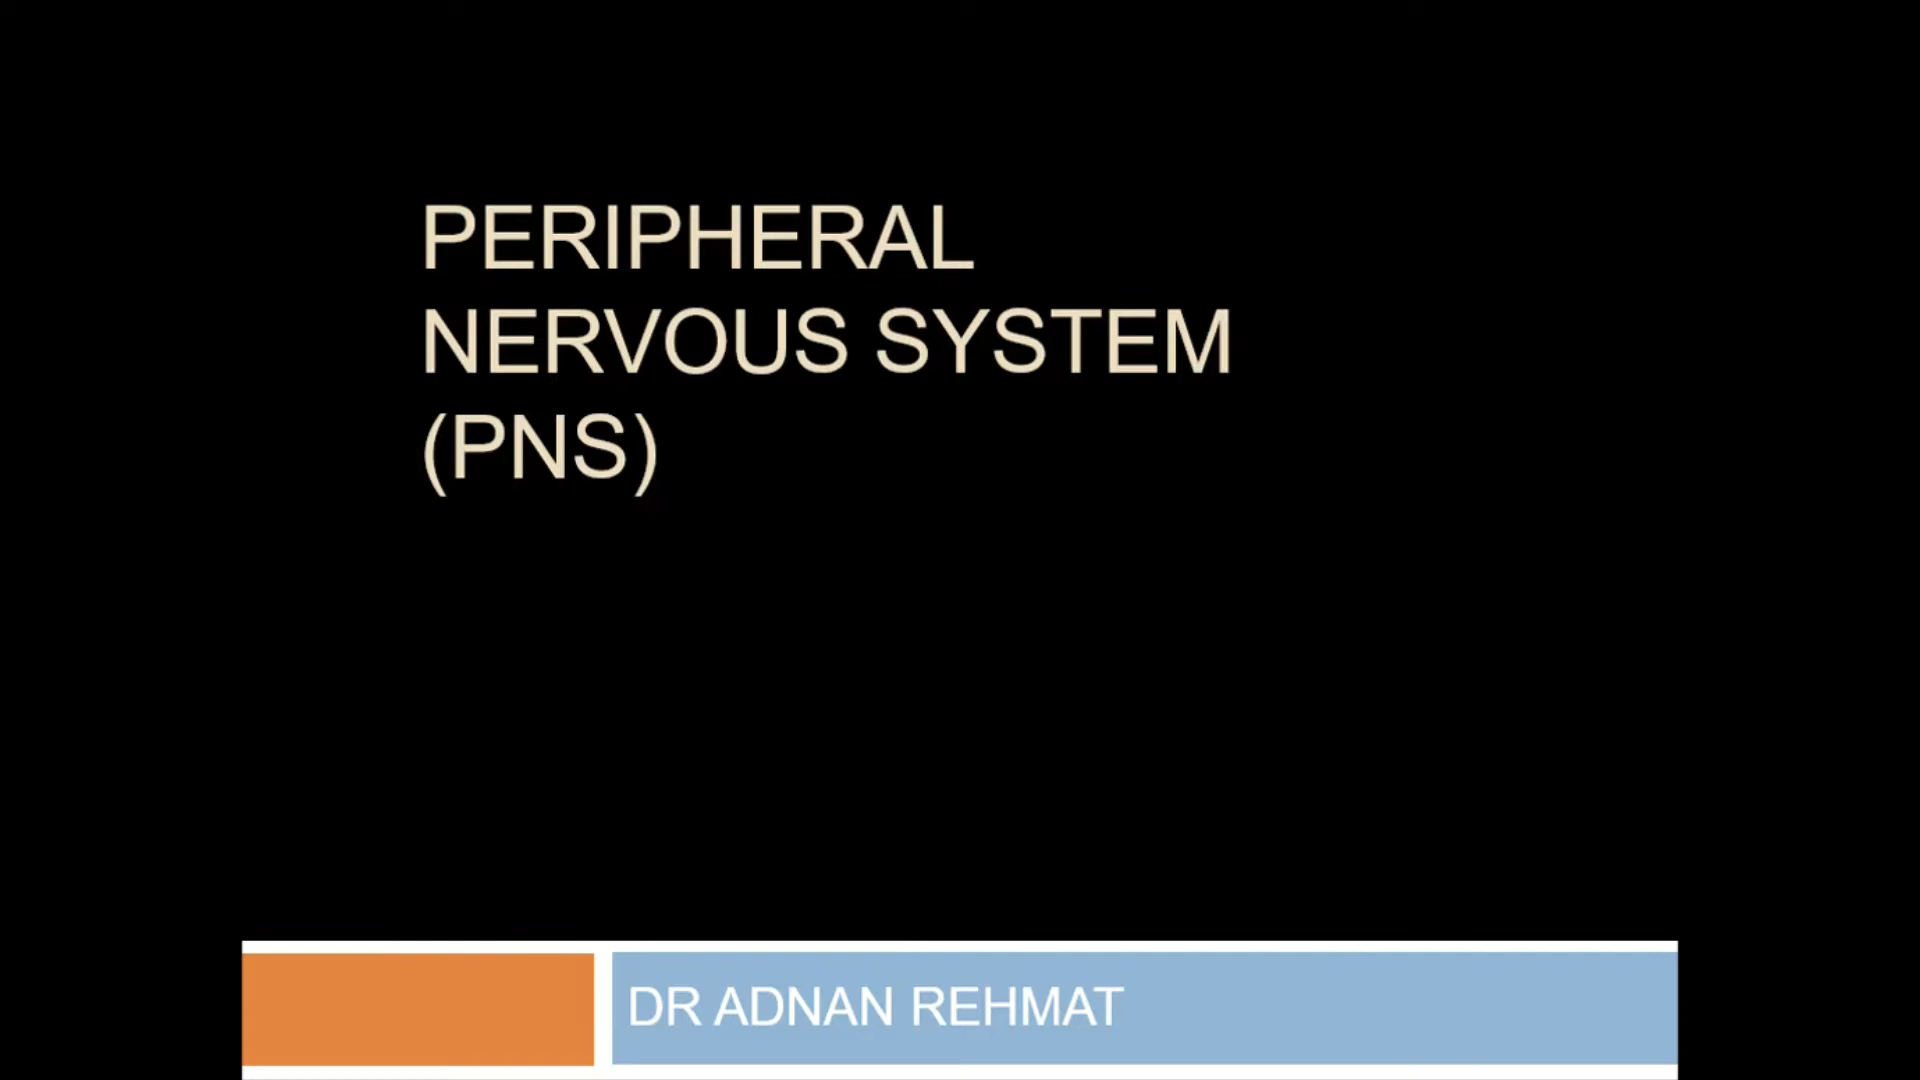 PERIPHERAL
NERVOUS SYSTEM
(PNS)
DR ADNAN REHMAT